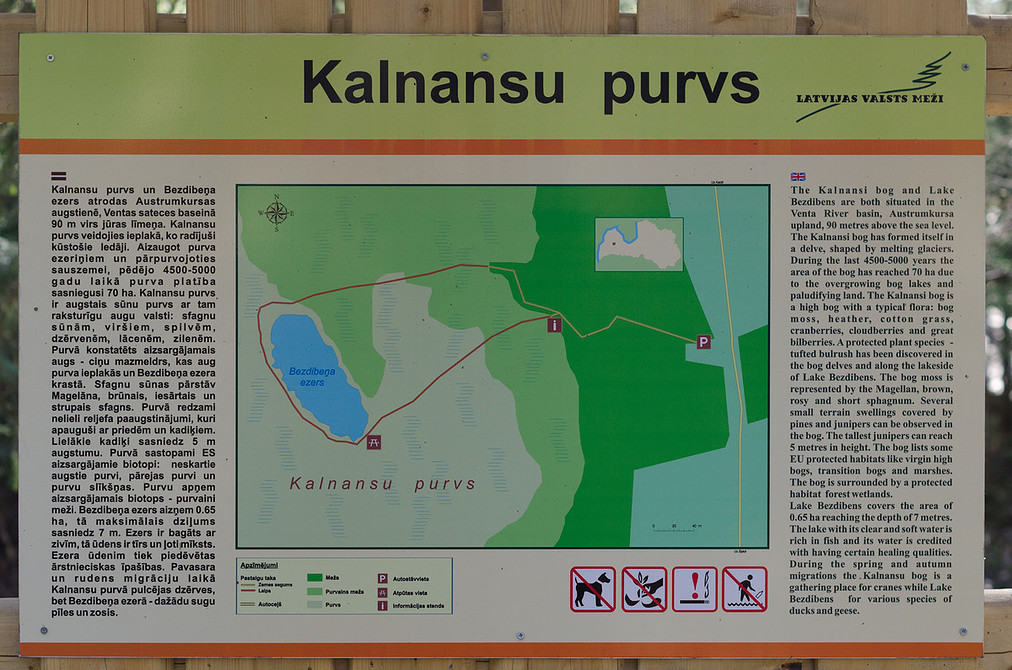 Kalnansu purvs
LATVIJAS VALSTS MEŽI
Kalnansu purvs un Bezdibeņa
ezers atrodas Austrumkursas
augstienē, Ventas sateces baseinā
90 m virs jūras līmeņa. Kalnansu
purvs veidojies ieplakā, ko radījuši
kūstošie ledāji. Aizaugot purva
ezeriņiem un pārpurvojoties
sauszemei, pēdējo 4500-5000
gadu laikā purva platība
sasniegusi 70 ha. Kalnansu purvs
ir augstais sūnu purvs ar tam
raksturīgu augu valsti: sfagnu
sūnām, viršiem, spilvēm,
dzērvenēm, lācenēm, zilenēm.
Purvā konstatēts aizsargājamais
augs - ciņu mazmeldrs, kas aug
purva ieplakās un Bezdibeņa ezera
krastā. Sfagnu sūnas pārstāv
Magelāna, brūnais, iesārtais un
strupais sfagns. Purvā redzami
nelieli reljefa paaugstinājumi, kuri
apauguši ar priedēm un kadiķiem.
Lielākie kadiķi sasniedz 5 m
augstumu. Purvā sastopami ES
aizsargājamie biotopi: neskartie
augstie purvi, pārejas purvi un
purvu slīkšņas. Purvu apņem
aizsargājamais biotops - purvaini
meži. Bezdibeņa ezers aizņem 0.65
ha, tā maksimālais dziļums
sasniedz 7 m. Ezers ir bagāts ar
zivīm, tā ūdens ir tīrs un ļoti mīksts.
Ezera ūdenim tiek piedēvētas
ārstnieciskas īpašības. Pavasara
un rudens migrāciju laikā
Kalnansu purvā pulcējas dzērves,
bet Bezdibeņa ezerā - dažādu sugu
pīles un zosis.
N
W E
S
i
P
Bezdibeņa
ezers
Kalnansu purvs
0 20 40 m
Apzīmējumi
Pastaigu taka
Zemes segums
Laipa
Autoceļš
Mežs
Purvains mežs
Purvs
P Autostāvvieta
Atpūtas vieta
i Informācijas stends
The Kalnansi bog and Lake
Bezdibens are both situated in the
Venta River basin, Austrumkursa
upland, 90 metres above the sea level.
The Kalnansi bog has formed itself in
a delve, shaped by melting glaciers.
During the last 4500-5000 years the
area of the bog has reached 70 ha due
to the overgrowing bog lakes and
paludifying land. The Kalnansi bog is
a high bog with a typical flora: bog
moss, heather, cotton grass,
cranberries, cloudberries and great
bilberries. A protected plant species -
tufted bulrush has been discovered in
the bog delves and along the lakeside
of Lake Bezdibens. The bog moss is
represented by the Magellan, brown,
rosy and short sphagnum. Several
small terrain swellings covered by
pines and junipers can be observed in
the bog. The tallest junipers can reach
5 metres in height. The bog lists some
EU protected habitats like virgin high
bogs, transition bogs and marshes.
The bog is surrounded by a protected
habitat forest wetlands.
Lake Bezdibens covers the area of
0.65 ha reaching the depth of 7 metres.
The lake with its clear and soft water is
rich in fish and its water is credited
with having certain healing qualities.
During the spring and autumn
migrations the Kalnansu bog is a
gathering place for cranes while Lake
Bezdibens for various species of
ducks and geese.